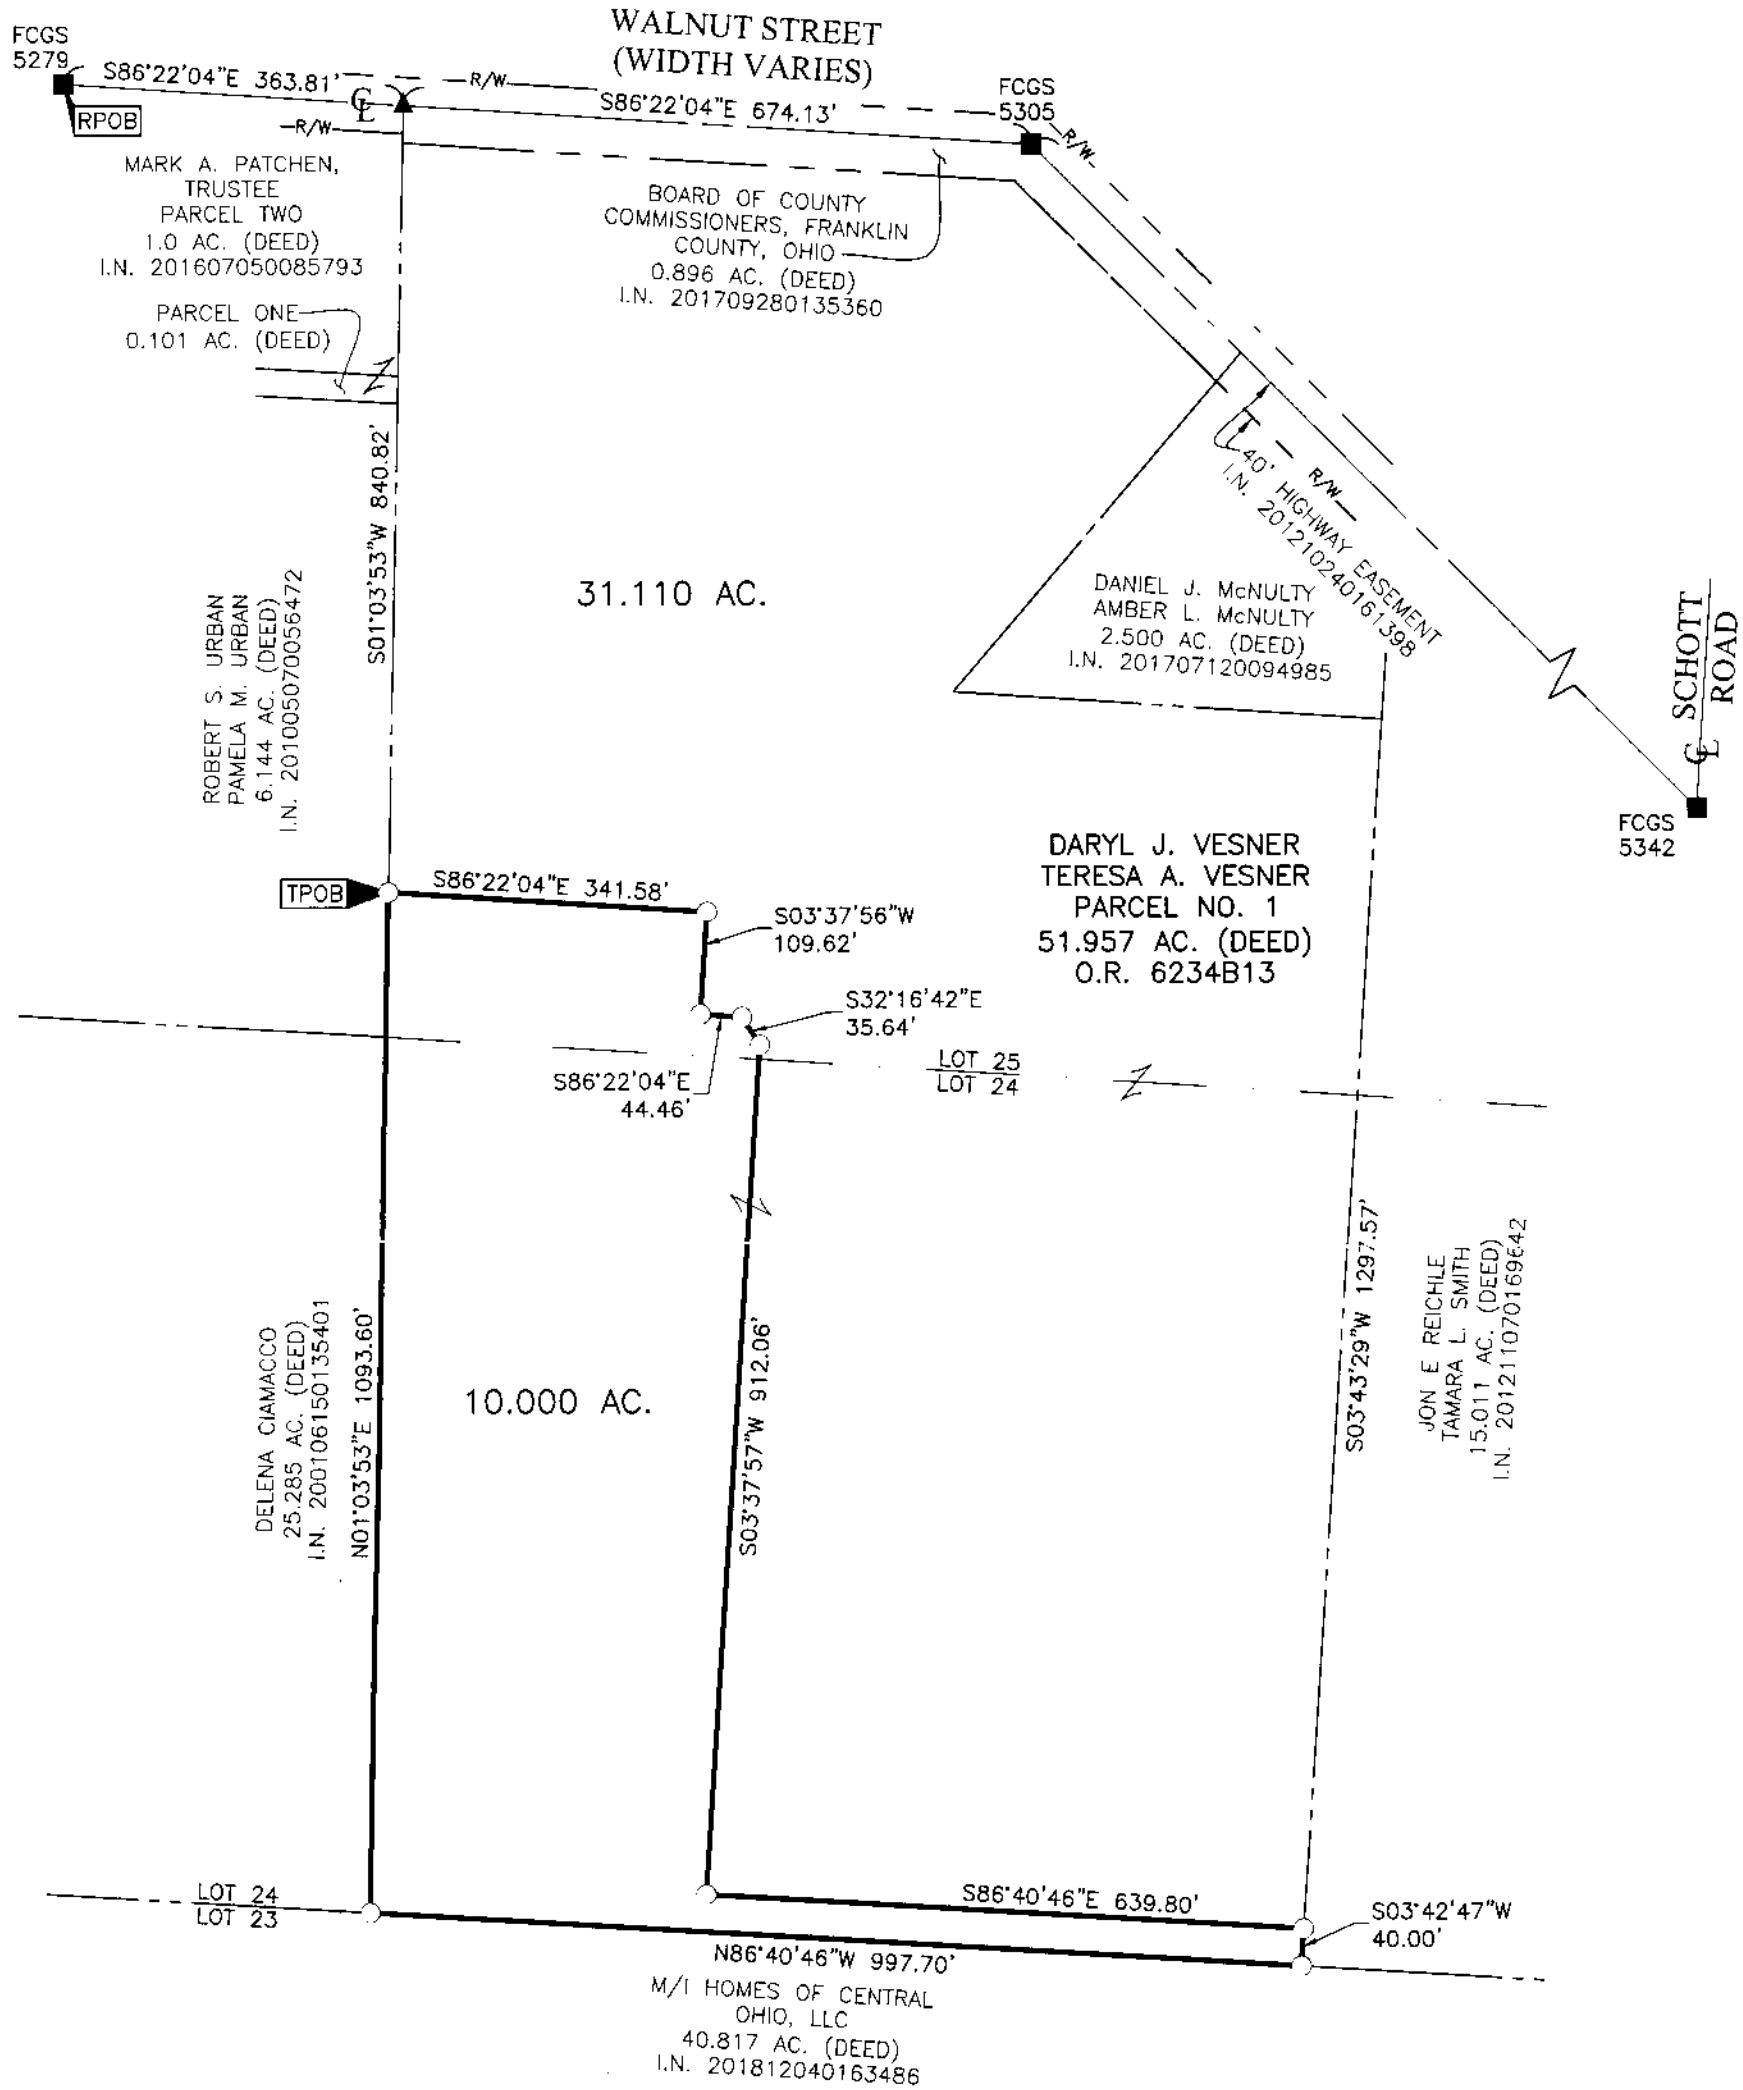 WALNUT STREET
(WIDTH VARIES)
FCGS
5279
RPOB
S86°22'04"E 363.81'
CL
R/W
R/W
S86°22'04"E 674.13'
FCGS
5305
R/W
MARK A. PATCHEN,
TRUSTEE
PARCEL TWO
1.0 AC. (DEED)
I.N. 201607050085793
PARCEL ONE
0.101 AC. (DEED)
BOARD OF COUNTY
COMMISSIONERS, FRANKLIN
COUNTY, OHIO
0.896 AC. (DEED)
I.N. 201709280135360
S01°03'53"W 840.82'
ROBERT S. URBAN
PAMELA M. URBAN
6.144 AC. (DEED)
I.N. 201005070056472
31.110 AC.
R/W
40' HIGHWAY EASEMENT
I.N. 201210240161398
DANIEL J. McNULTY
AMBER L. McNULTY
2.500 AC. (DEED)
I.N. 201707120094985
SCHOTT
ROAD
CL
FCGS
5342
DARYL J. VESNER
TERESA A. VESNER
PARCEL NO. 1
51.957 AC. (DEED)
O.R. 6234B13
TPOB
S86°22'04"E 341.58'
S03°37'56"W
109.62'
S32°16'42"E
35.64'
S86°22'04"E
44.46'
LOT 25
LOT 24
DELENA CIAMACCO
25.285 AC. (DEED)
I.N. 200106150135401
N01°03'53"E 1093.60'
10.000 AC.
S03°37'57"W 912.06'
S03°43'29"W 1297.57'
JON E REICHLE
TAMARA L. SMITH
15.011 AC. (DEED)
I.N. 201211070169642
LOT 24
LOT 23
S86°40'46"E 639.80'
S03°42'47"W
40.00'
N86°40'46"W 997.70'
M/I HOMES OF CENTRAL
OHIO, LLC
40.817 AC. (DEED)
I.N. 201812040163486